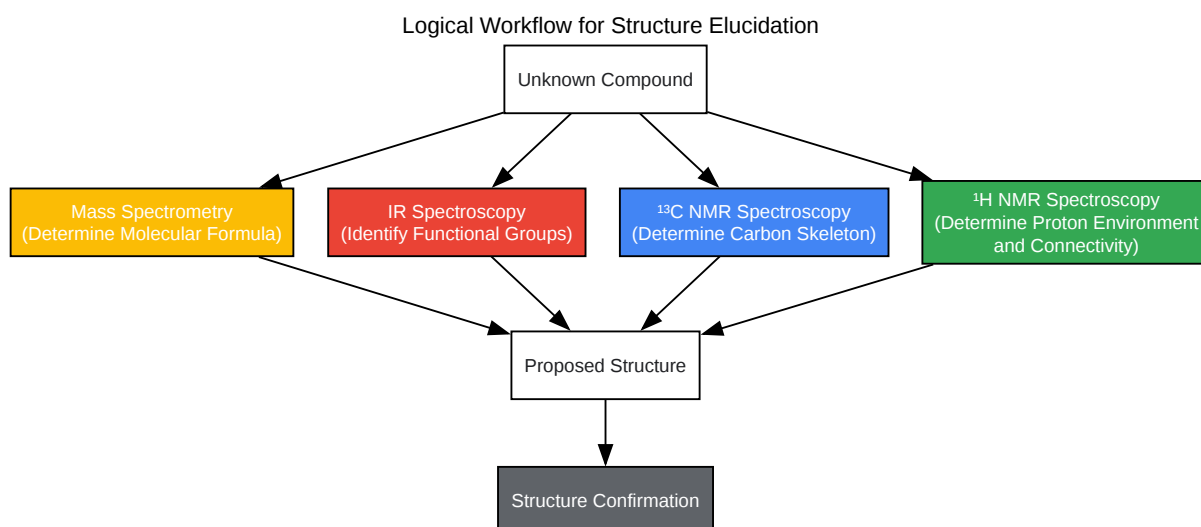 Logical Workflow for Structure Elucidation
Unknown Compound
Mass Spectrometry
(Determine Molecular Formula)
IR Spectroscopy
(Identify Functional Groups)
¹³C NMR Spectroscopy
(Determine Carbon Skeleton)
¹H NMR Spectroscopy
(Determine Proton Environment
and Connectivity)
Proposed Structure
Structure Confirmation